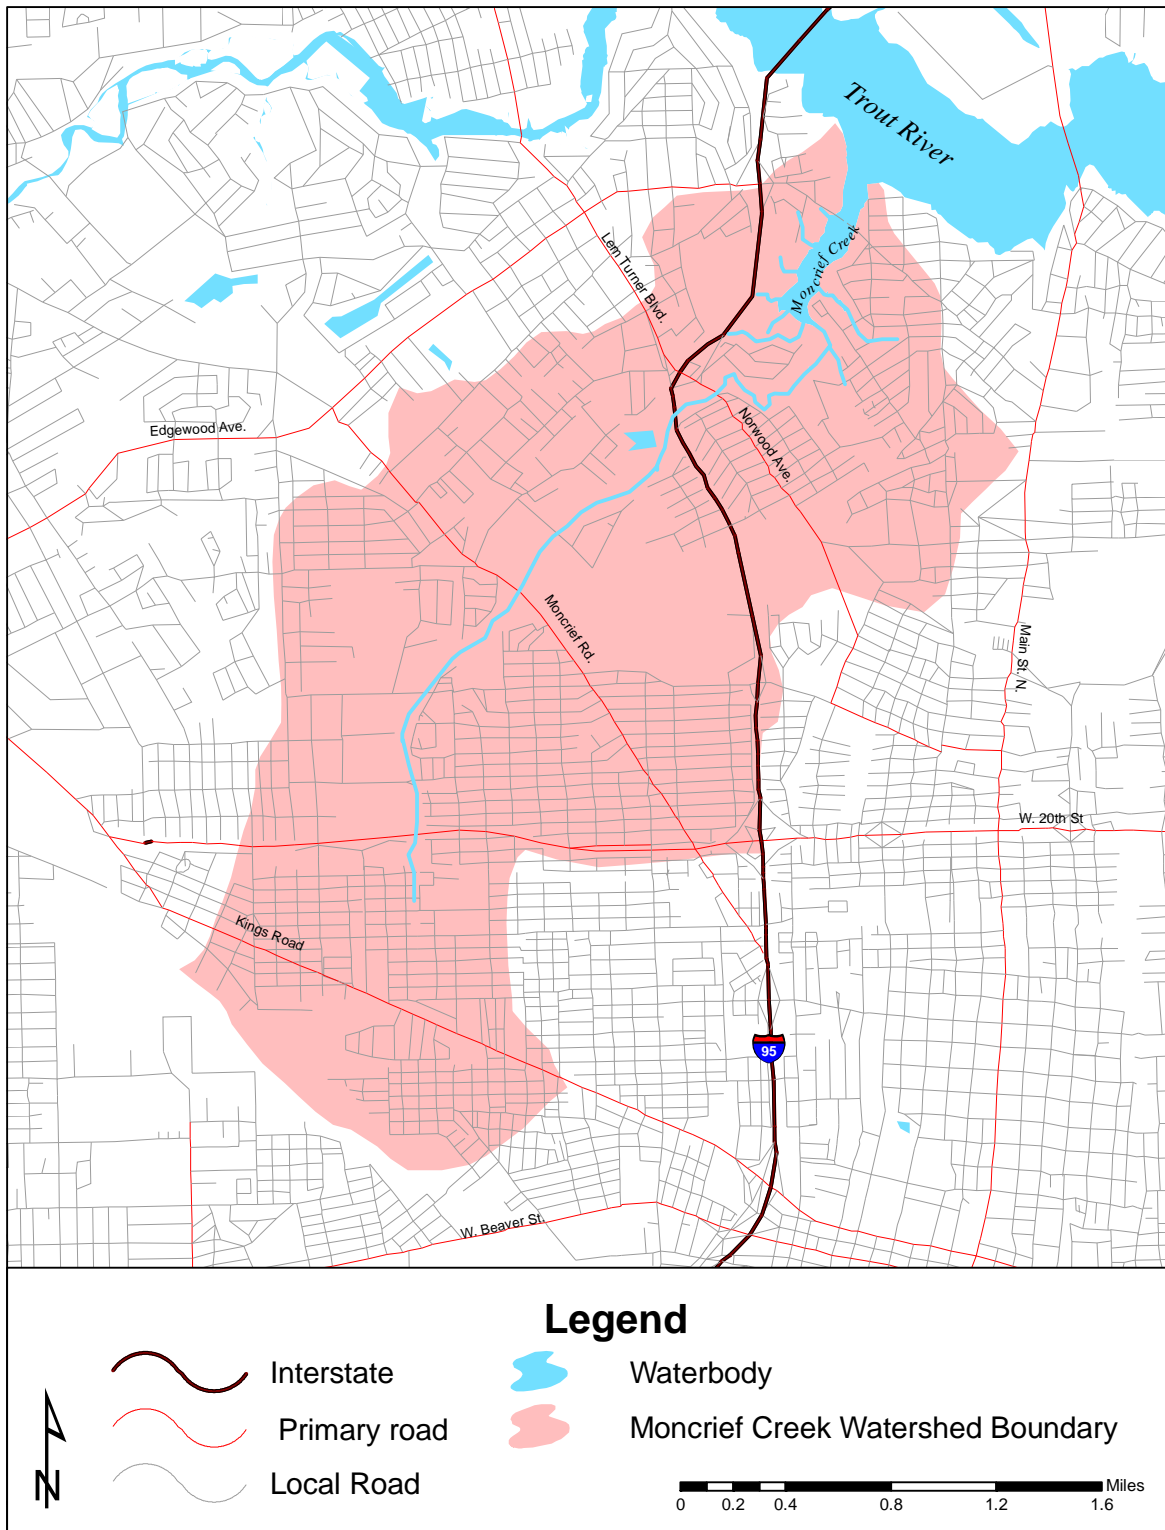 Trout River
Moncrief Creek
Lem Turner Blvd.
Norwood Ave.
Edgewood Ave.
Moncrief Rd.
Main St. N.
W. 20th St
Kings Road
95
W. Beaver St.
Legend
Interstate
Waterbody
Primary road
Moncrief Creek Watershed Boundary
Local Road
N
Miles
0 0.2 0.4 0.8 1.2 1.6